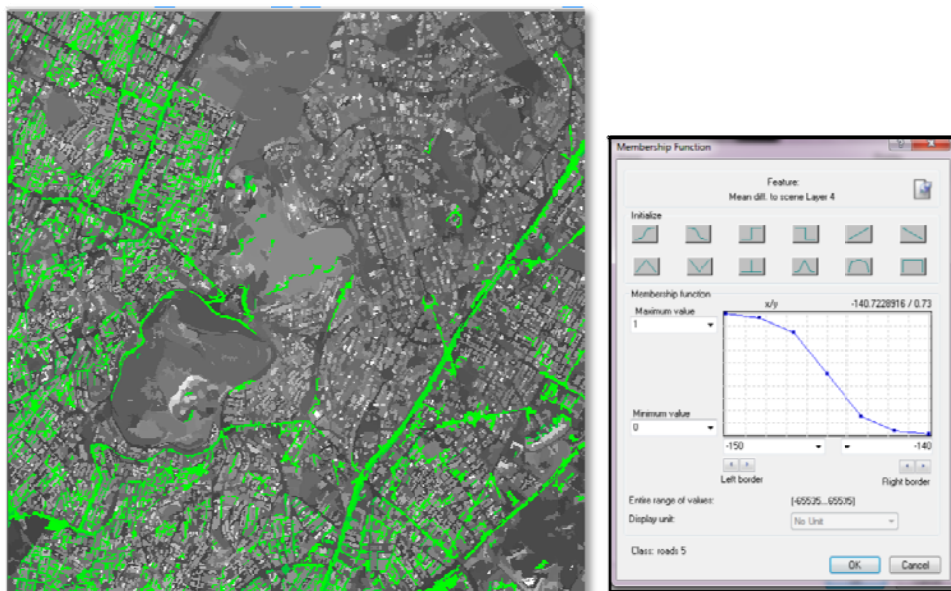 Membership Function
Feature:
Mean diff. to scene Layer 4
Initialize
Membership function
x/y
-140.7228916 / 0.73
Maximum value
1
Minimum value
0
-150
-140
Left border
Right border
Entire range of values:
[-65535...65535]
Display unit:
No Unit
Class: roads 5
OK
Cancel